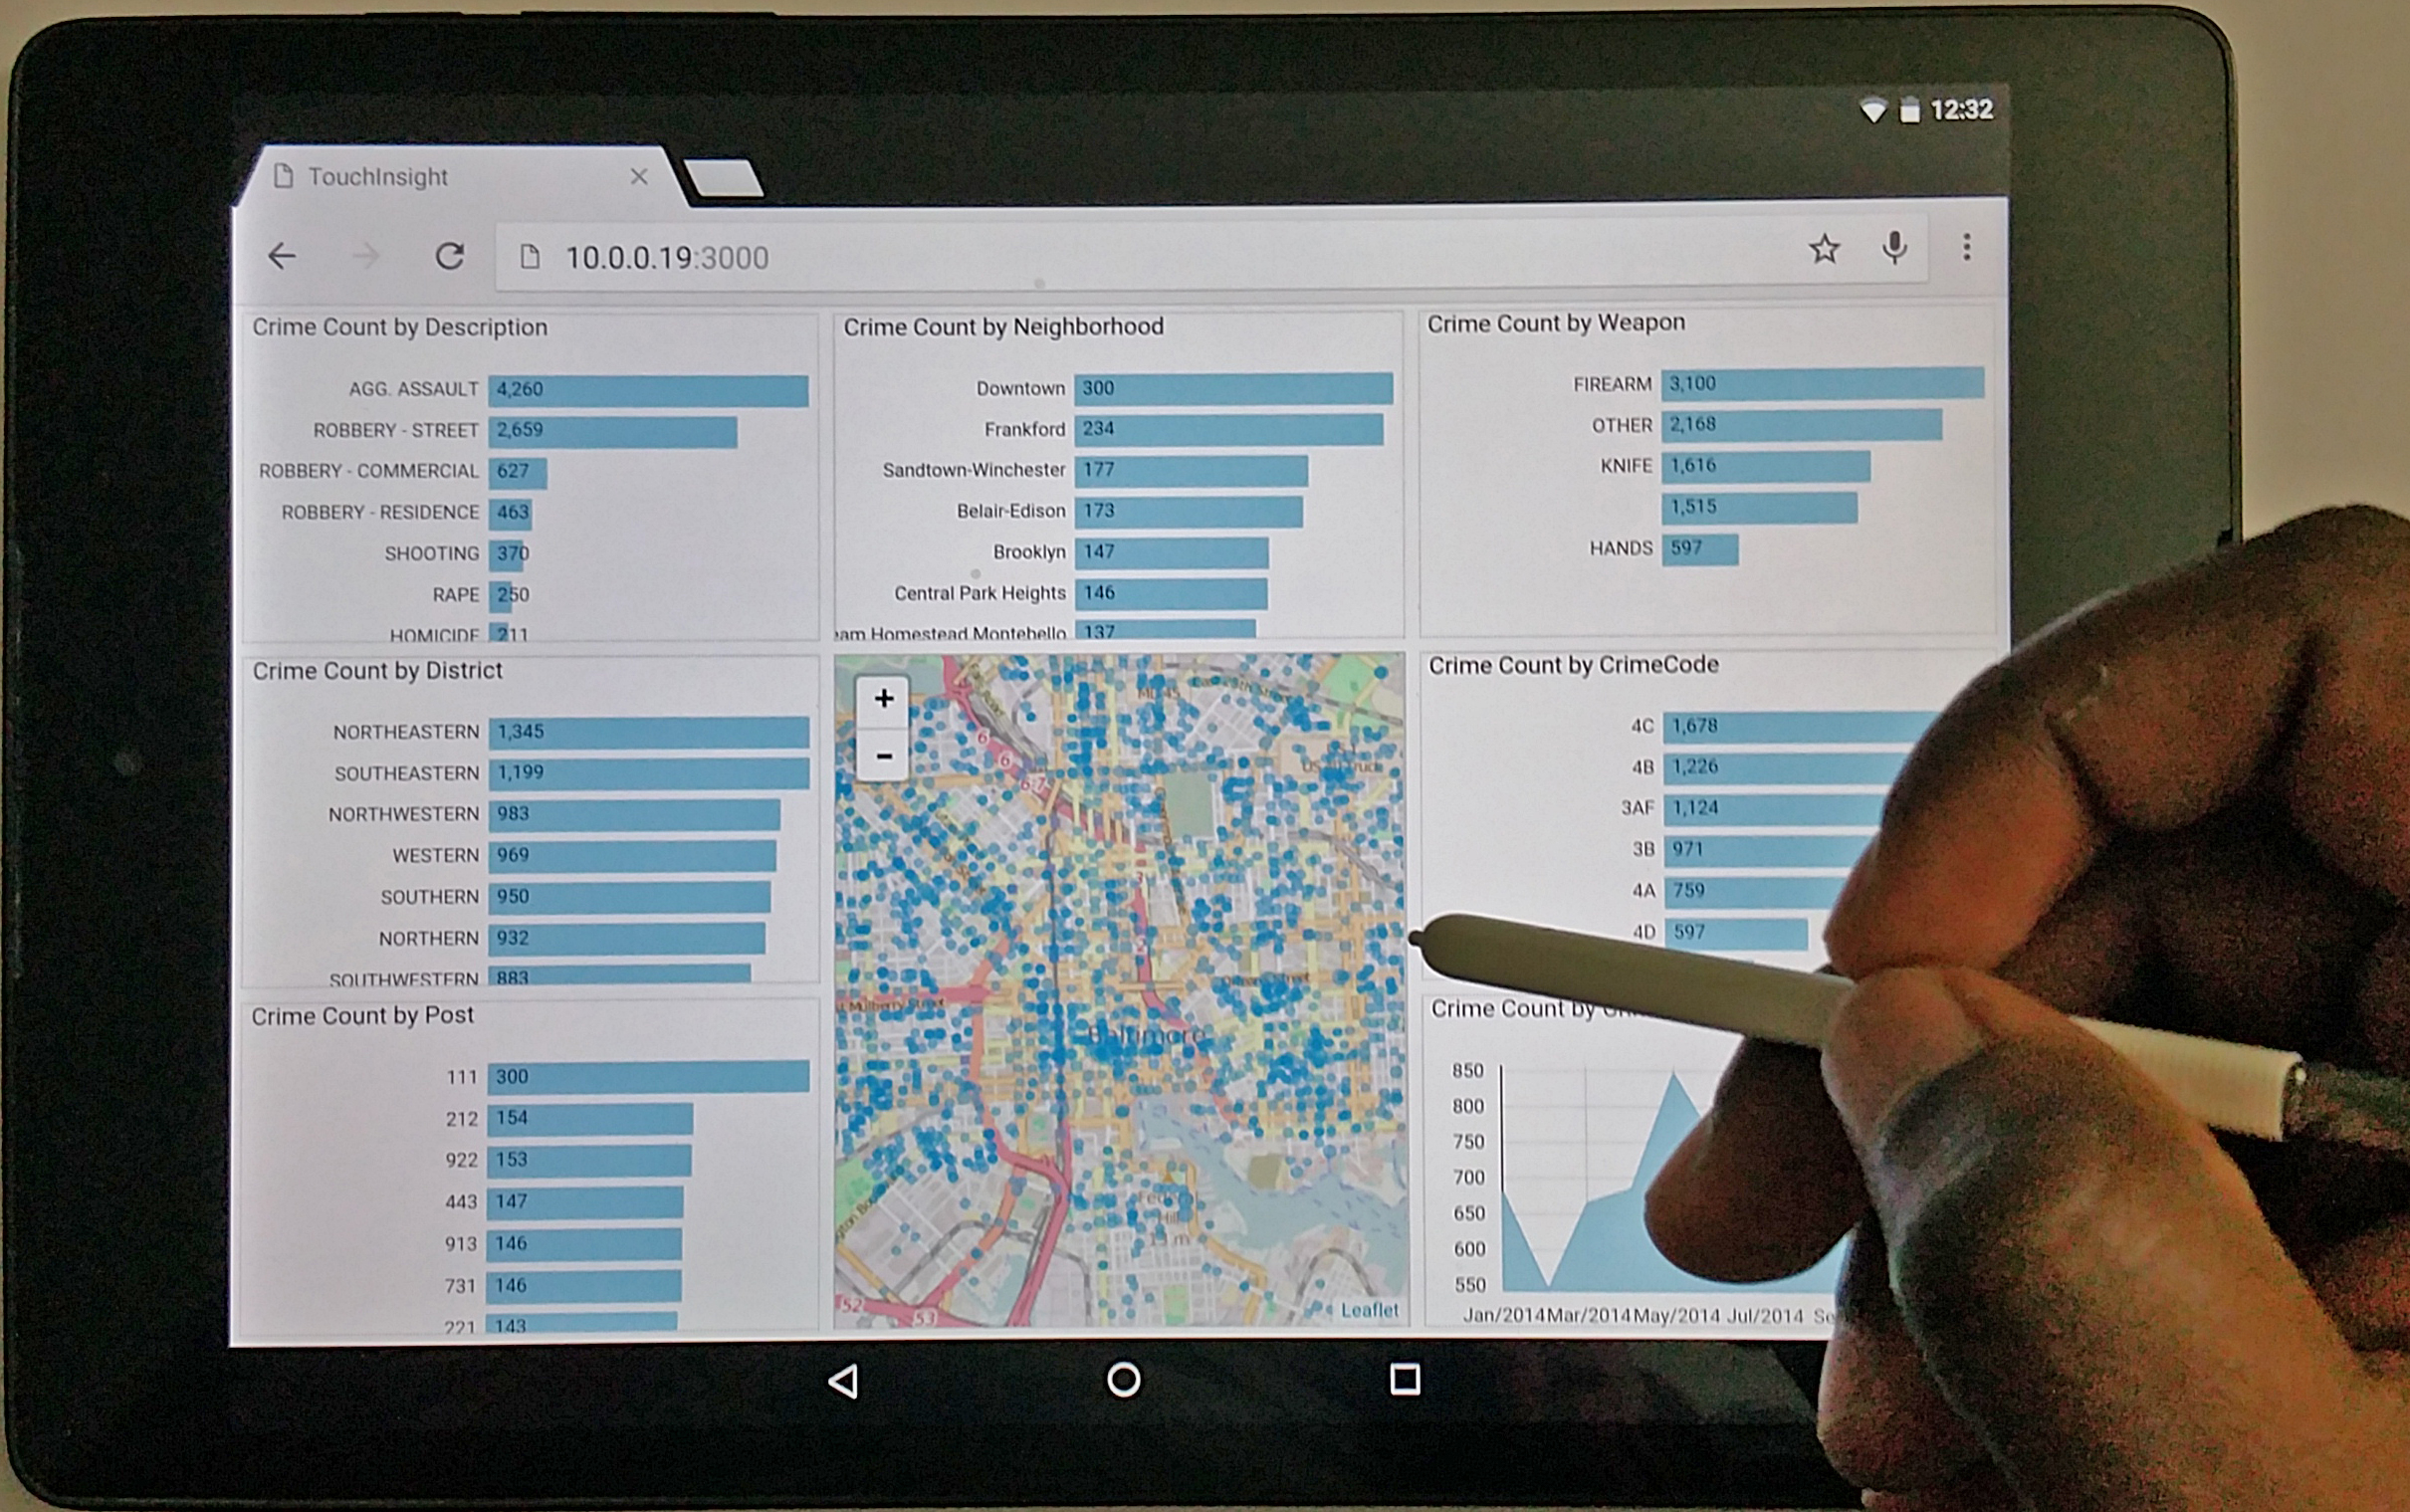 12:32
TouchInsight
10.0.0.19:3000
Crime Count by Description
AGG. ASSAULT 4,260
ROBBERY - STREET 2,659
ROBBERY - COMMERCIAL 627
ROBBERY - RESIDENCE 463
SHOOTING 370
RAPE 250
HOMICIDE 211
Crime Count by Neighborhood
Downtown 300
Frankford 234
Sandtown-Winchester 177
Belair-Edison 173
Brooklyn 147
Central Park Heights 146
am Homestead Montebello 137
Crime Count by Weapon
FIREARM 3,100
OTHER 2,168
KNIFE 1,616
1,515
HANDS 597
Crime Count by District
NORTHEASTERN 1,345
SOUTHEASTERN 1,199
NORTHWESTERN 983
WESTERN 969
SOUTHERN 950
NORTHERN 932
SOUTHWESTERN 883
Crime Count by Post
111 300
212 154
922 153
443 147
913 146
731 146
221 143
+
-
6
6
Mulberry Street
Baltimore
52
53
Leaflet
Crime Count by CrimeCode
4C 1,678
4B 1,226
3AF 1,124
3B 971
4A 759
4D 597
Crime Count by
850
800
750
700
650
600
550
Jan/2014 Mar/2014 May/2014 Jul/2014 Se